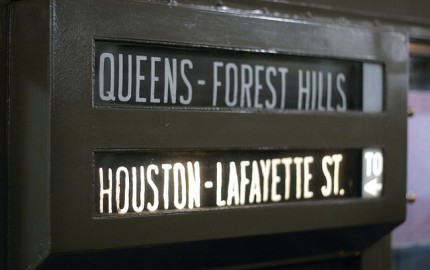 QUEENS-FOREST HILLS
HOUSTON-LAFAYETTE ST.
TO